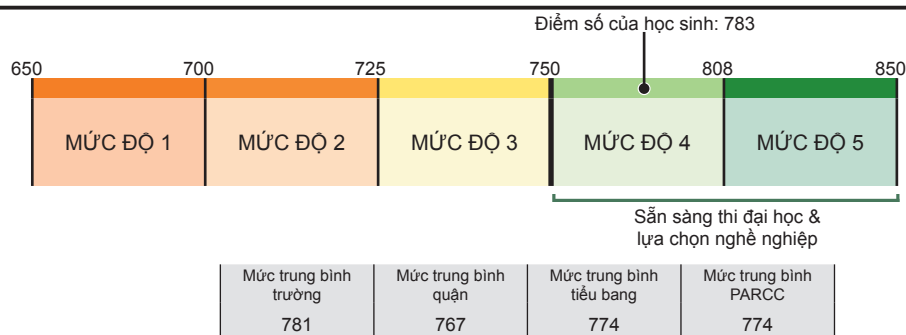 Điểm số của học sinh: 783
650 700 725 750 808 850
MỨC ĐỘ 1 MỨC ĐỘ 2 MỨC ĐỘ 3 MỨC ĐỘ 4 MỨC ĐỘ 5
Sẵn sàng thi đại học &
lựa chọn nghề nghiệp
Mức trung bình
trường
781
Mức trung bình
quận
767
Mức trung bình
tiểu bang
774
Mức trung bình
PARCC
774